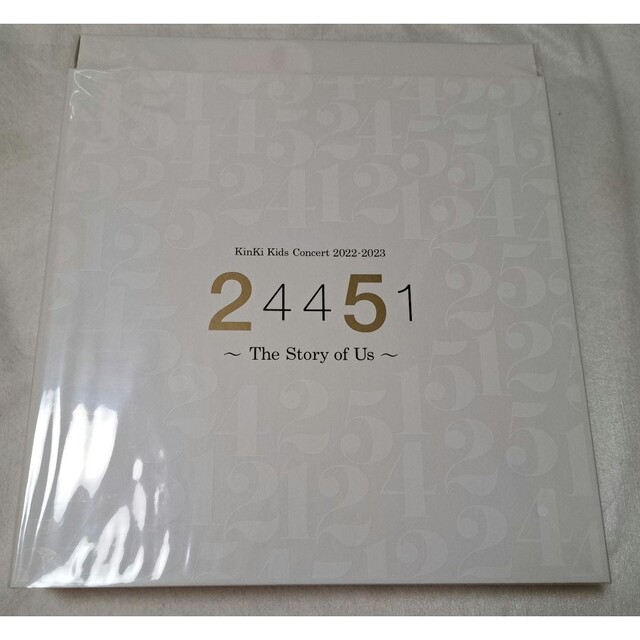 KinKi Kids Concert 2022-2023
24451
～ The Story of Us ～